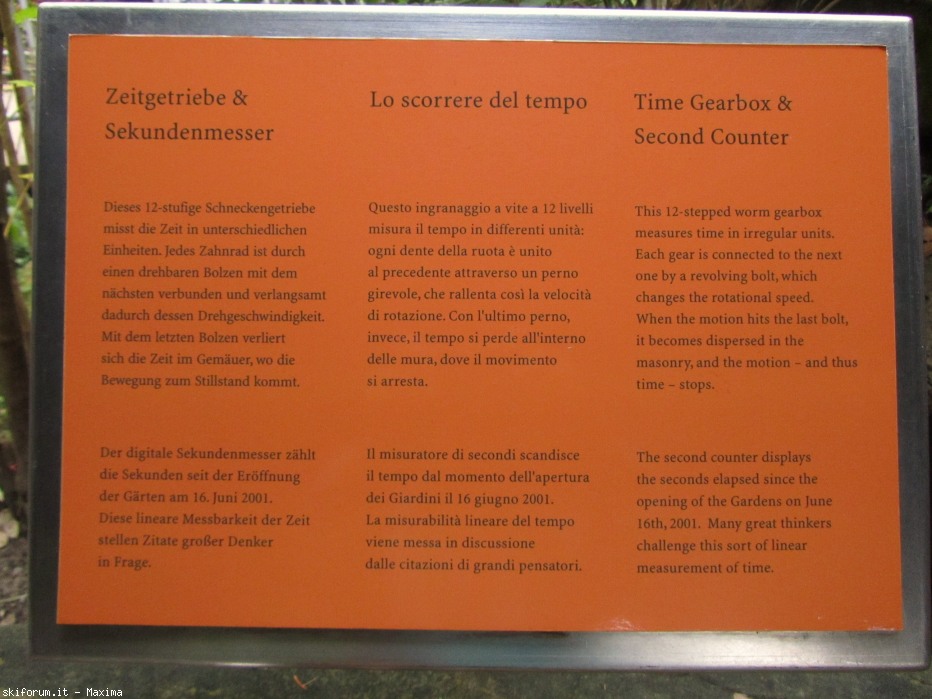 Zeitgetriebe &
Sekundenmesser
Dieses 12-stufige Schneckengetriebe
misst die Zeit in unterschiedlichen
Einheiten. Jedes Zahnrad ist durch
einen drehbaren Bolzen mit dem
nächsten verbunden und verlangsamt
dadurch dessen Drehgeschwindigkeit.
Mit dem letzten Bolzen verliert
sich die Zeit im Gemäuer, wo die
Bewegung zum Stillstand kommt.
Der digitale Sekundenmesser zählt
die Sekunden seit der Eröffnung
der Gärten am 16. Juni 2001.
Diese lineare Messbarkeit der Zeit
stellen Zitate großer Denker
in Frage.
Lo scorrere del tempo
Questo ingranaggio a vite a 12 livelli
misura il tempo in differenti unità:
ogni dente della ruota è unito
al precedente attraverso un perno
girevole, che rallenta così la velocità
di rotazione. Con l'ultimo perno,
invece, il tempo si perde all'interno
delle mura, dove il movimento
si arresta.
Il misuratore di secondi scandisce
il tempo dal momento dell'apertura
dei Giardini il 16 giugno 2001.
La misurabilità lineare del tempo
viene messa in discussione
dalle citazioni di grandi pensatori.
Time Gearbox &
Second Counter
This 12-stepped worm gearbox
measures time in irregular units.
Each gear is connected to the next
one by a revolving bolt, which
changes the rotational speed.
When the motion hits the last bolt,
it becomes dispersed in the
masonry, and the motion – and thus
time – stops.
The second counter displays
the seconds elapsed since the
opening of the Gardens on June
16th, 2001. Many great thinkers
challenge this sort of linear
measurement of time.
skiforum.it - Maxima